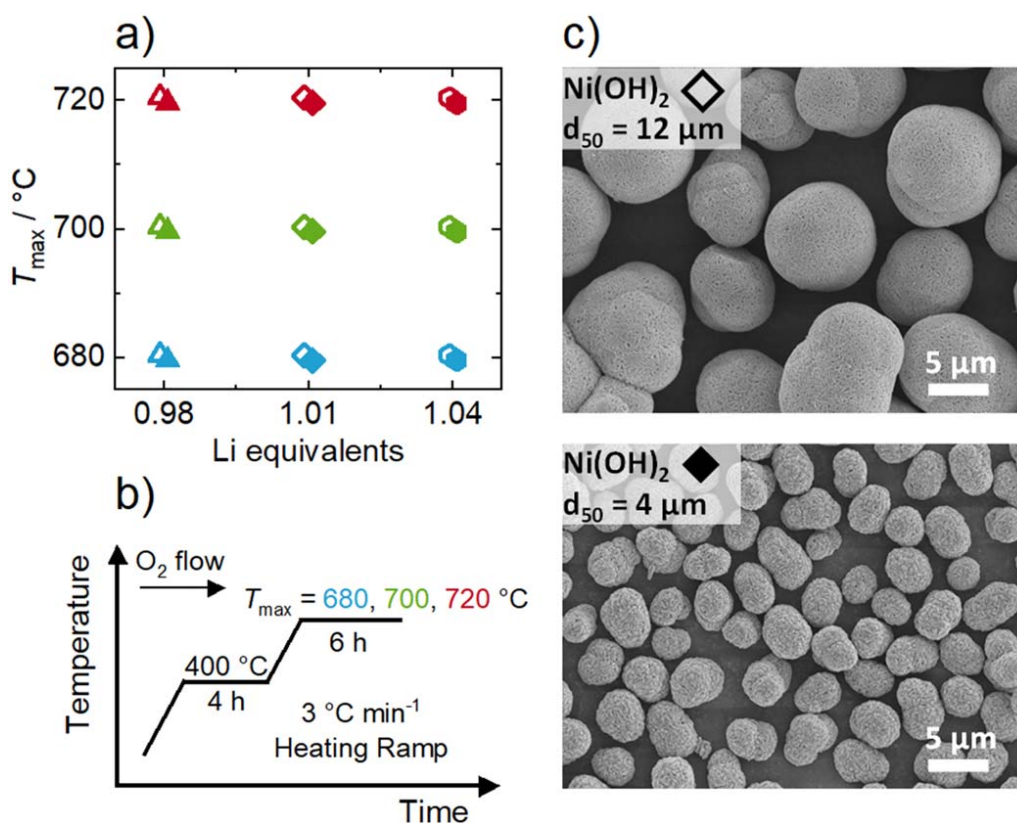 a)
720
700
680
T_max / °C
0.98 1.01 1.04
Li equivalents
b)
O₂ flow
T_max = 680, 700, 720 °C
6 h
400 °C
4 h
3 °C min⁻¹
Heating Ramp
Temperature
Time
c)
Ni(OH)₂
d₅₀ = 12 µm
5 µm
Ni(OH)₂
d₅₀ = 4 µm
5 µm